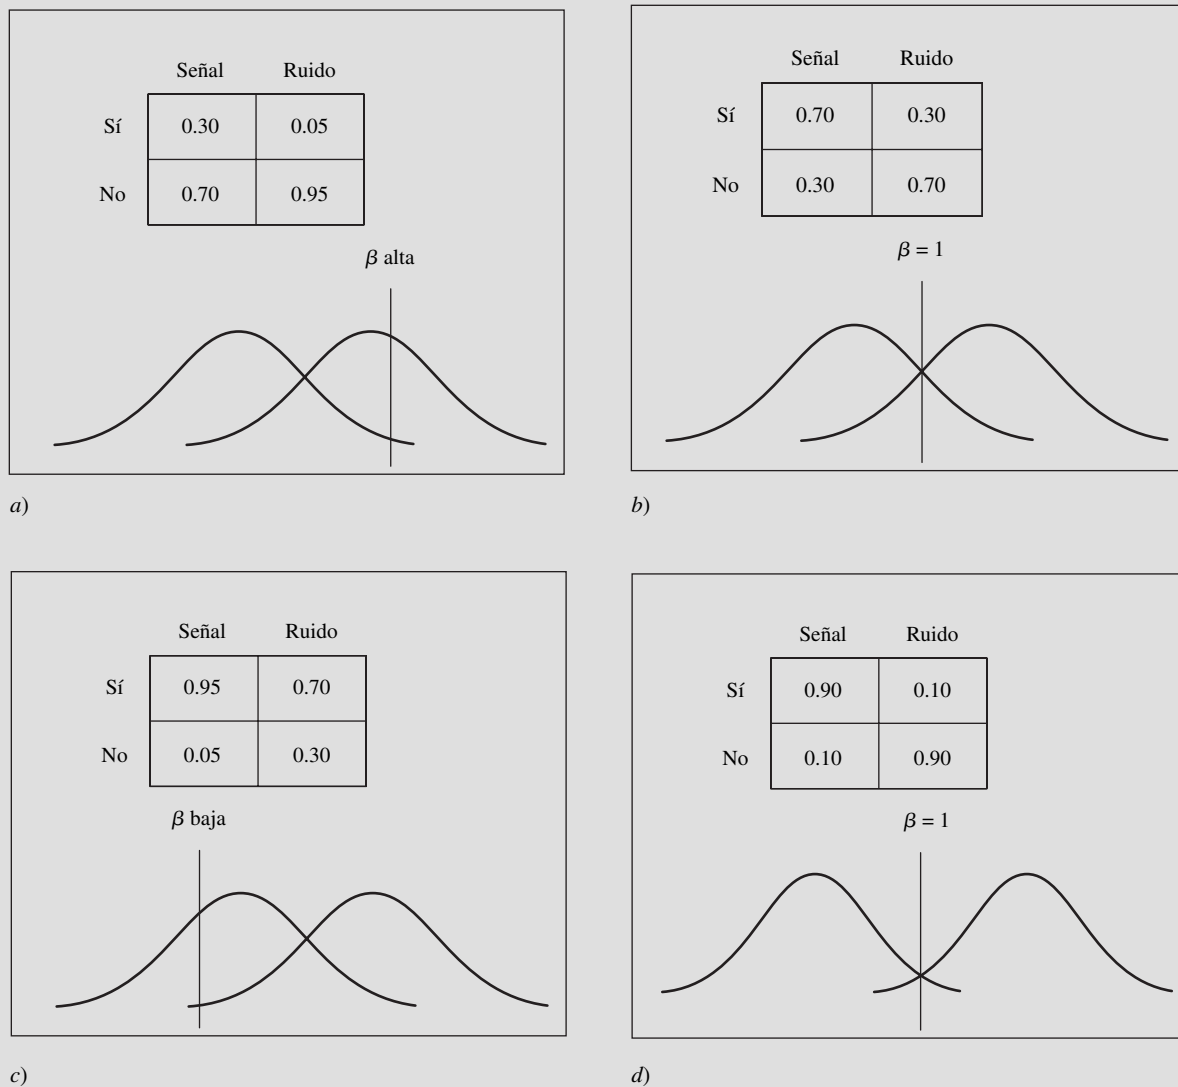 Señal Ruido
Sí 0.30 0.05
No 0.70 0.95
β alta
a)
Señal Ruido
Sí 0.70 0.30
No 0.30 0.70
β = 1
b)
Señal Ruido
Sí 0.95 0.70
No 0.05 0.30
β baja
c)
Señal Ruido
Sí 0.90 0.10
No 0.10 0.90
β = 1
d)